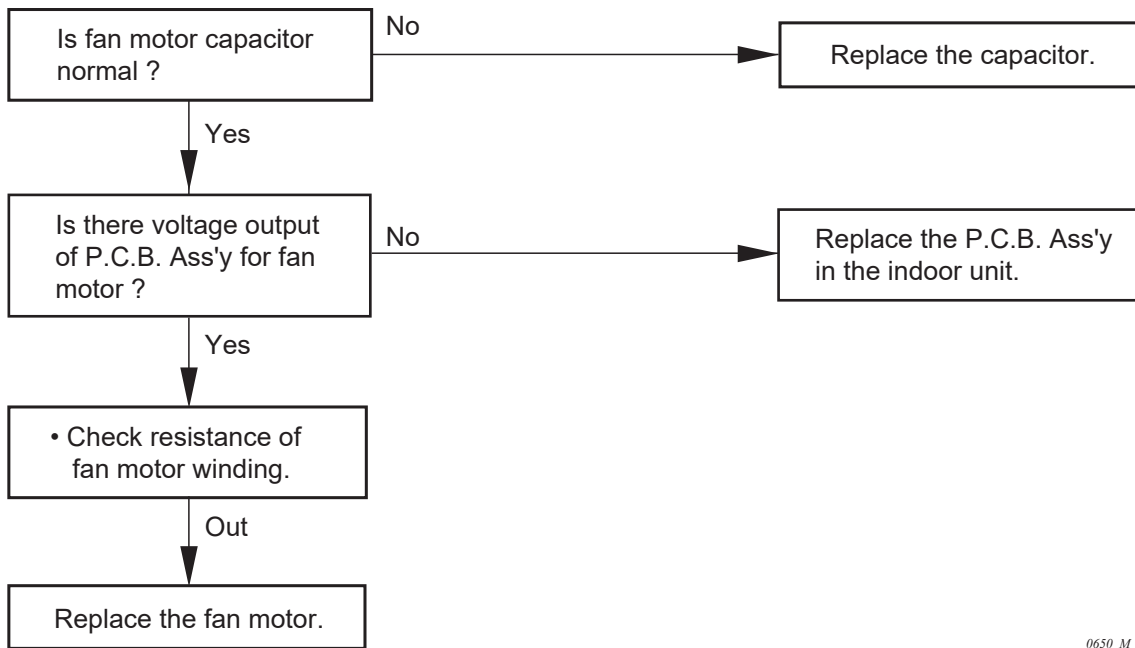 Is fan motor capacitor
normal ?
No
Replace the capacitor.
Yes
Is there voltage output
of P.C.B. Ass'y for fan
motor ?
No
Replace the P.C.B. Ass'y
in the indoor unit.
Yes
• Check resistance of
fan motor winding.
Out
Replace the fan motor.
0650_M